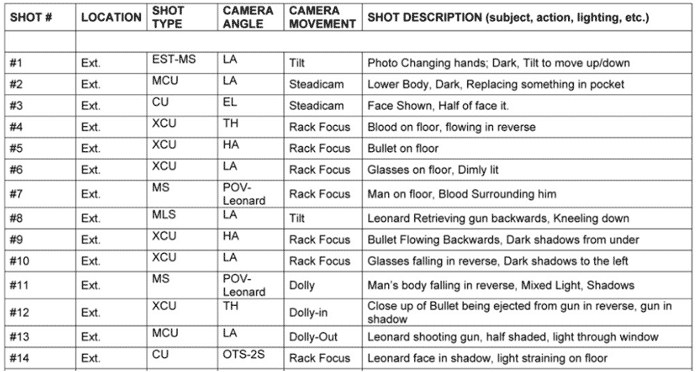 SHOT # LOCATION SHOT TYPE CAMERA ANGLE CAMERA MOVEMENT SHOT DESCRIPTION (subject, action, lighting, etc.)
#1 Ext. EST-MS LA Tilt Photo Changing hands; Dark, Tilt to move up/down
#2 Ext. MCU LA Steadicam Lower Body, Dark, Replacing something in pocket
#3 Ext. CU EL Steadicam Face Shown, Half of face it.
#4 Ext. XCU TH Rack Focus Blood on floor, flowing in reverse
#5 Ext. XCU HA Rack Focus Bullet on floor
#6 Ext. XCU LA Rack Focus Glasses on floor, Dimly lit
#7 Ext. MS POV-Leonard Rack Focus Man on floor, Blood Surrounding him
#8 Ext. MLS LA Tilt Leonard Retrieving gun backwards, Kneeling down
#9 Ext. XCU HA Rack Focus Bullet Flowing Backwards, Dark shadows from under
#10 Ext. XCU LA Rack Focus Glasses falling in reverse, Dark shadows to the left
#11 Ext. MS POV-Leonard Dolly Man's body falling in reverse, Mixed Light, Shadows
#12 Ext. XCU TH Dolly-in Close up of Bullet being ejected from gun in reverse, gun in shadow
#13 Ext. MCU LA Dolly-Out Leonard shooting gun, half shaded, light through window
#14 Ext. CU OTS-2S Rack Focus Leonard face in shadow, light straining on floor